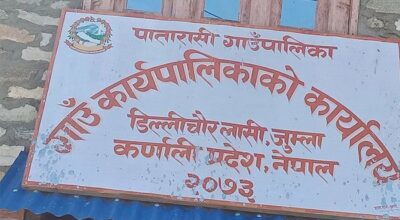 पातारासी गाउँपालिका
गाउँ कार्यपालिकाको कार्यालय
डिल्लीचौर लासी, जुम्ला
कर्णाली प्रदेश, नेपाल
२०७३